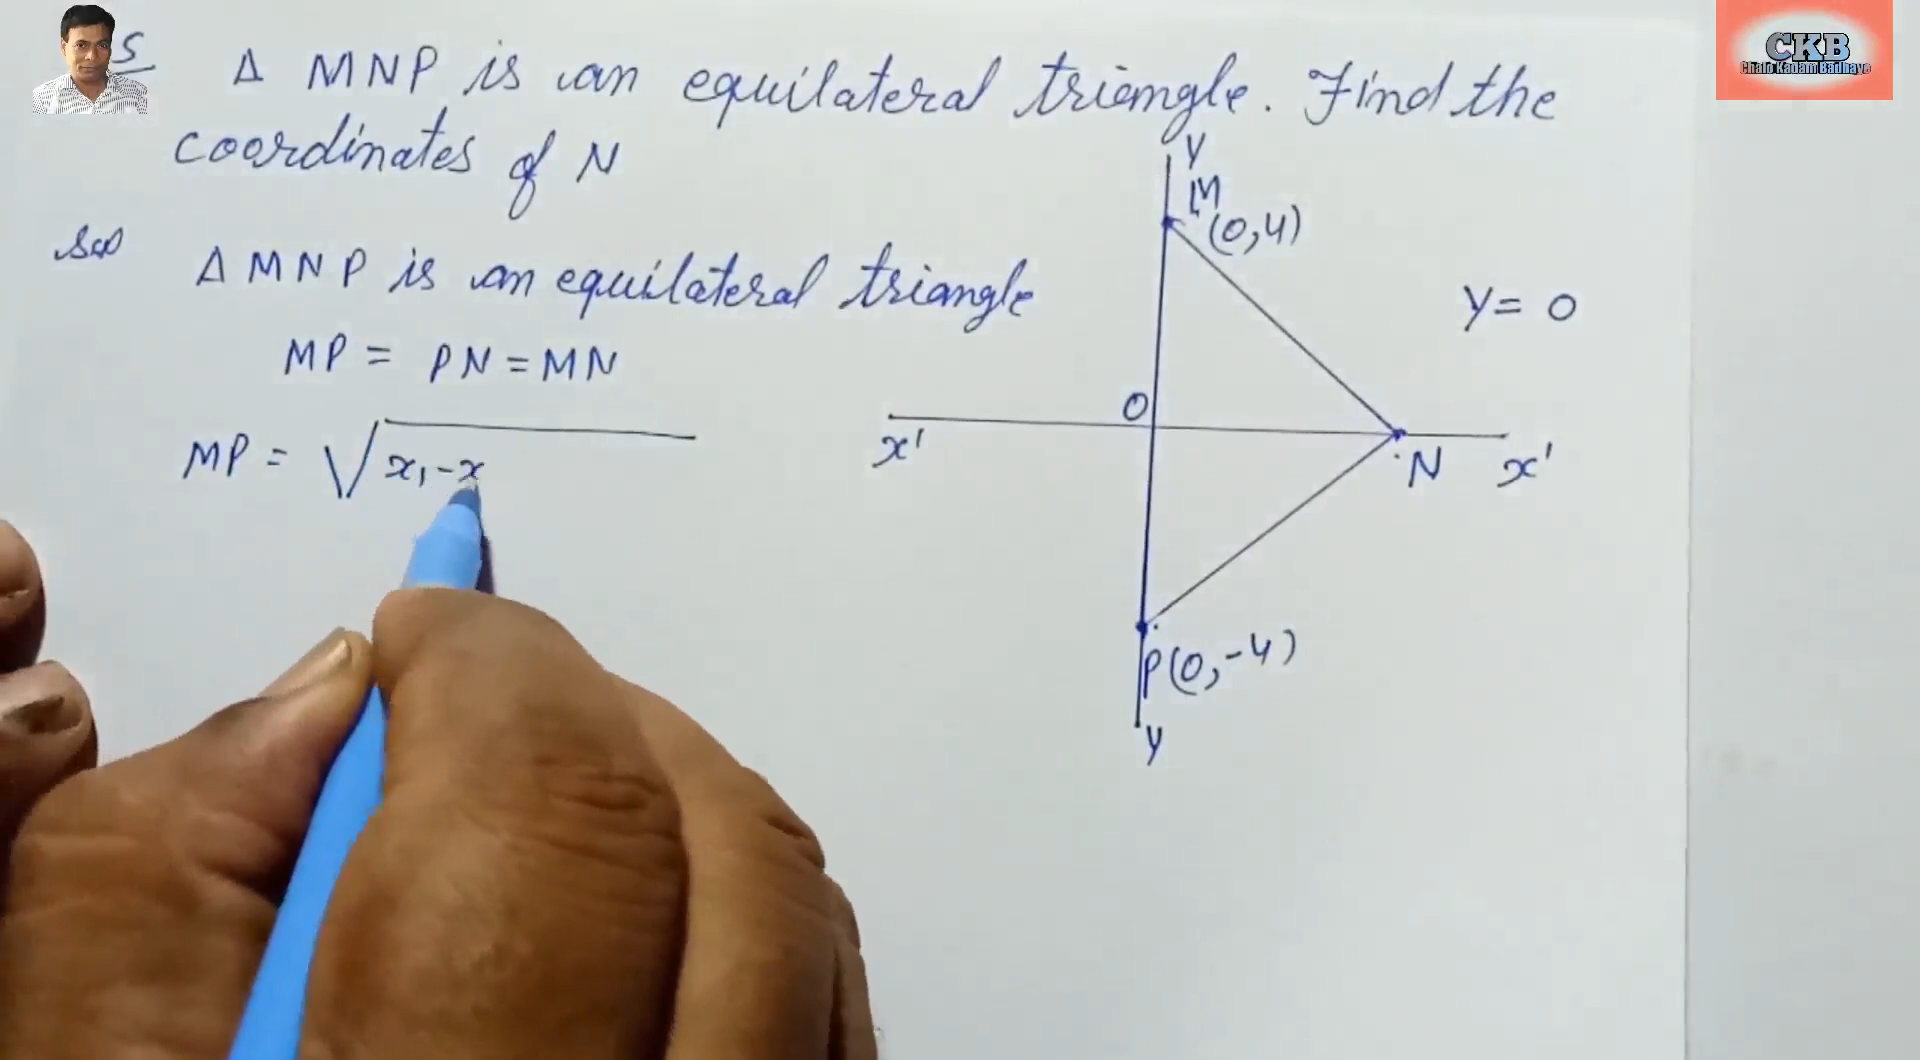 5
Δ MNP is an equilateral triangle. Find the
coordinates of N
Sol
Δ MNP is an equilateral triangle
MP = PN = MN
MP = √x₁-x
Y
M
(0,4)
Y = 0
O
x'
N
x'
P(0,-4)
Y
CKB
Chalo Kadam Badhaye